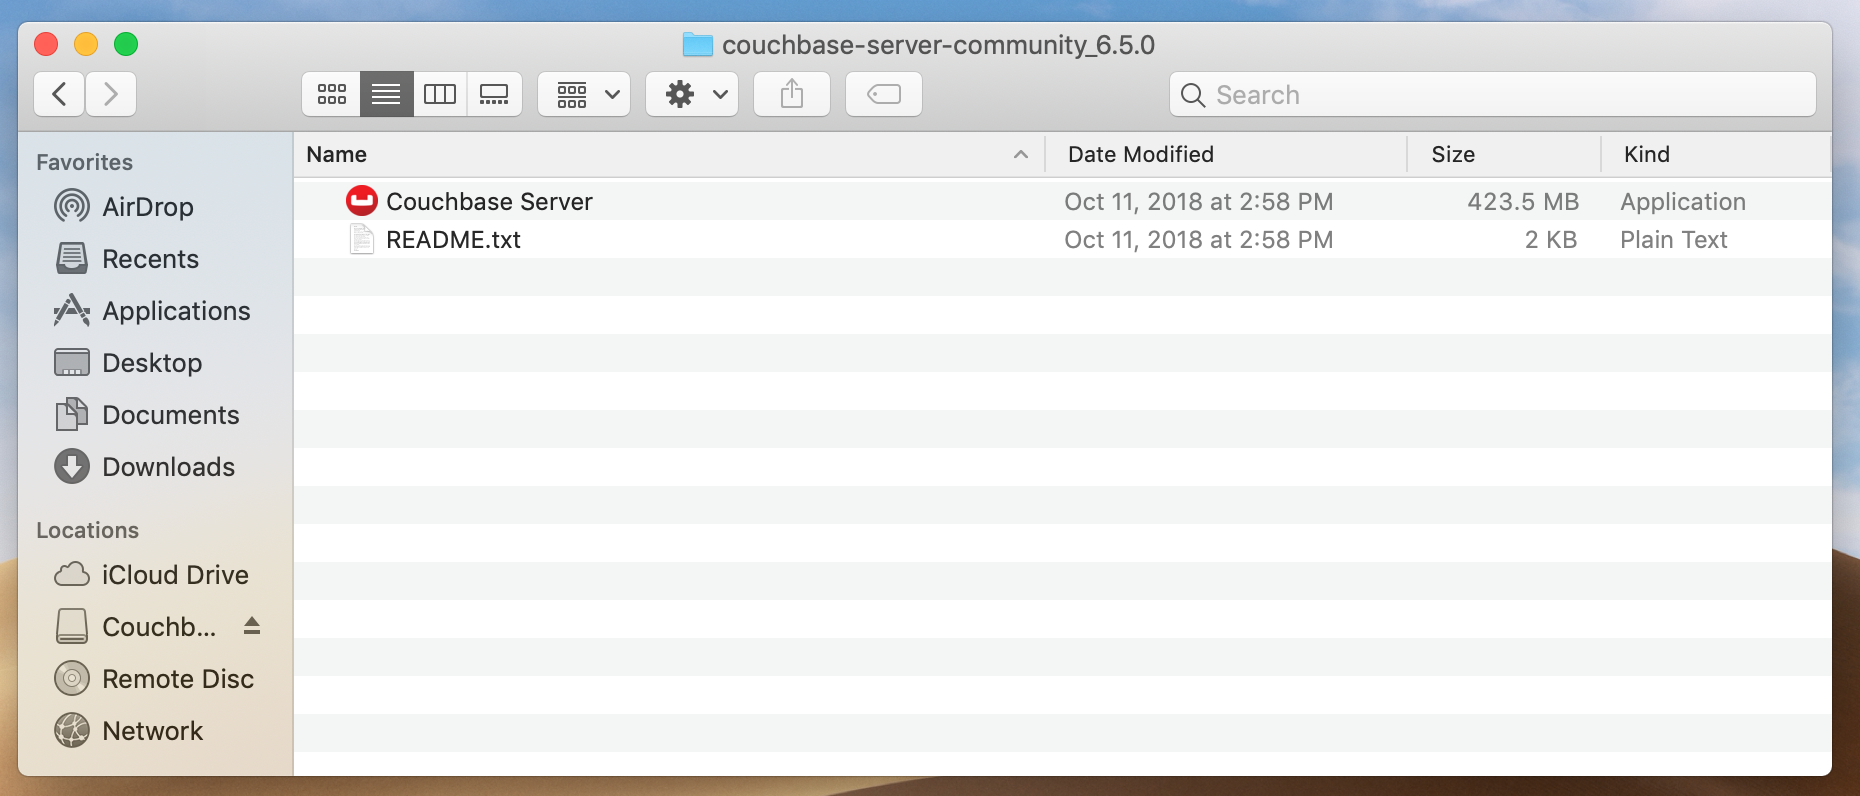 couchbase-server-community_6.5.0
Search
Favorites
AirDrop
Recents
Applications
Desktop
Documents
Downloads
Locations
iCloud Drive
Couchb...
Remote Disc
Network
Name Date Modified Size Kind
Couchbase Server Oct 11, 2018 at 2:58 PM 423.5 MB Application
README.txt Oct 11, 2018 at 2:58 PM 2 KB Plain Text